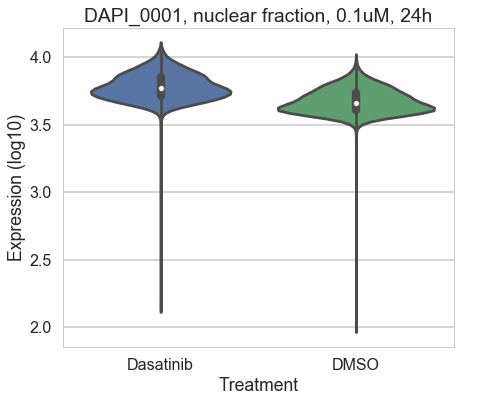 DAPI_0001, nuclear fraction, 0.1uM, 24h
4.0
3.5
3.0
2.5
2.0
Expression (log10)
Dasatinib
DMSO
Treatment